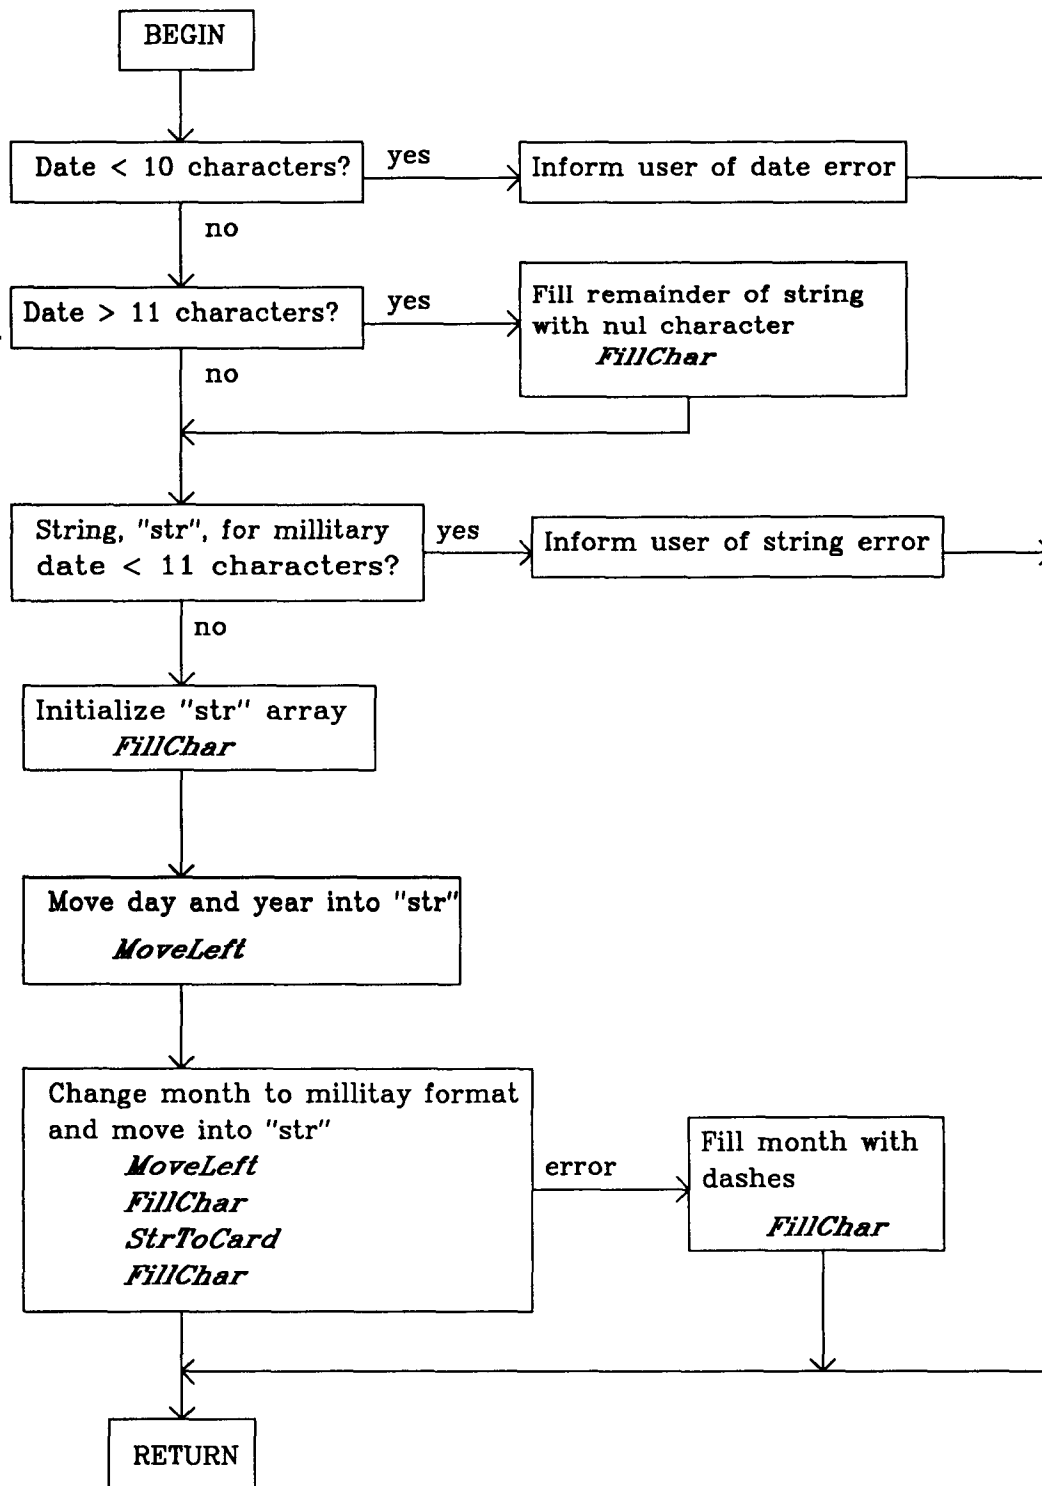 BEGIN
Date < 10 characters?
yes
Inform user of date error
no
Date > 11 characters?
yes
Fill remainder of string
with nul character
FillChar
no
String, "str", for millitary
date < 11 characters?
yes
Inform user of string error
no
Initialize "str" array
FillChar
Move day and year into "str"
MoveLeft
Change month to millitay format
and move into "str"
MoveLeft
FillChar
StrToCard
FillChar
error
Fill month with
dashes
FillChar
RETURN